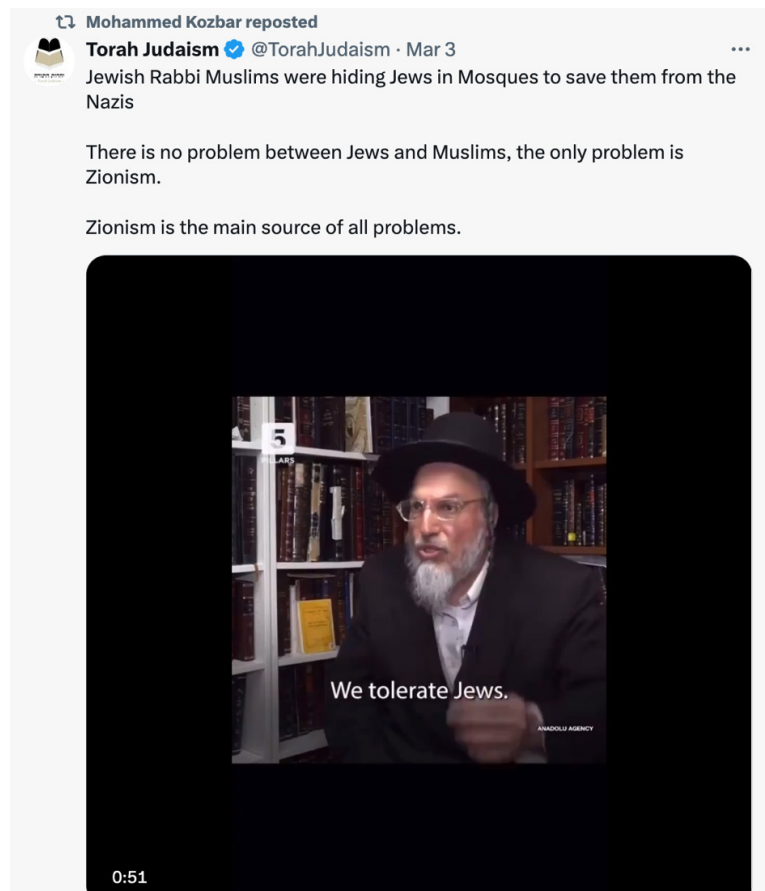 Mohammed Kozbar reposted
Torah Judaism @TorahJudaism · Mar 3
Jewish Rabbi Muslims were hiding Jews in Mosques to save them from the
Nazis
There is no problem between Jews and Muslims, the only problem is
Zionism.
Zionism is the main source of all problems.
5
We tolerate Jews.
ANADOLU AGENCY
0:51